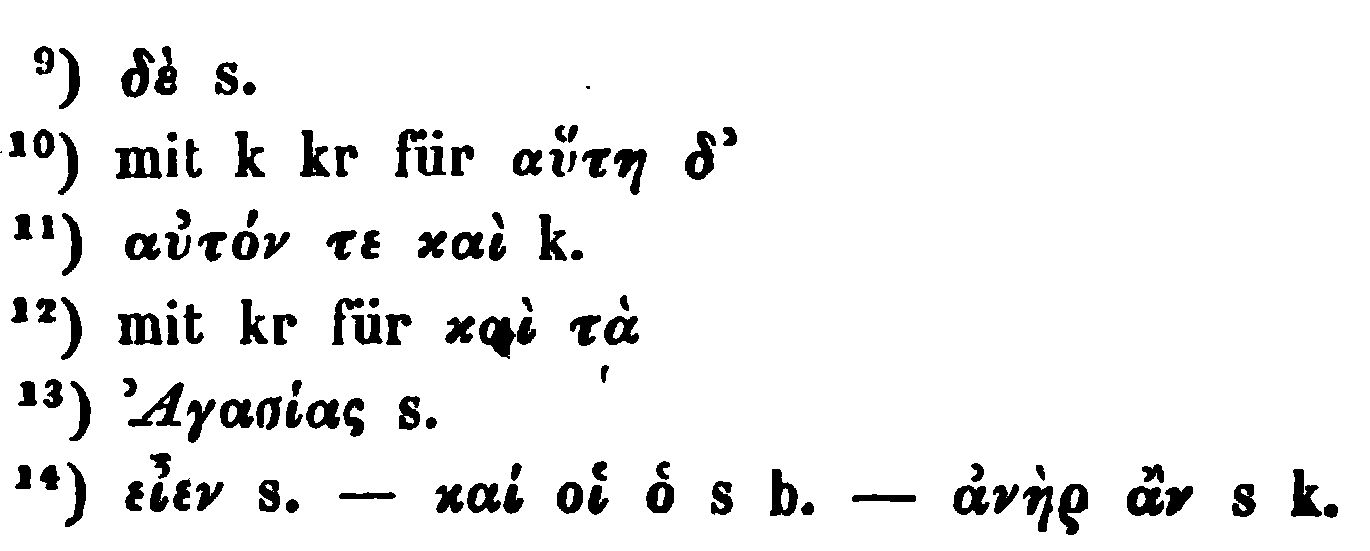 ⁹) δὲ s.
¹⁰) mit k kr für αὕτη δ’
¹¹) αὐτόν τε καὶ k.
¹²) mit kr für καὶ τὰ
¹³) Ἀγασίας s.
¹⁴) εἶεν s. — καί οἱ ὁ s b. — ἀνὴρ ἂν s k.